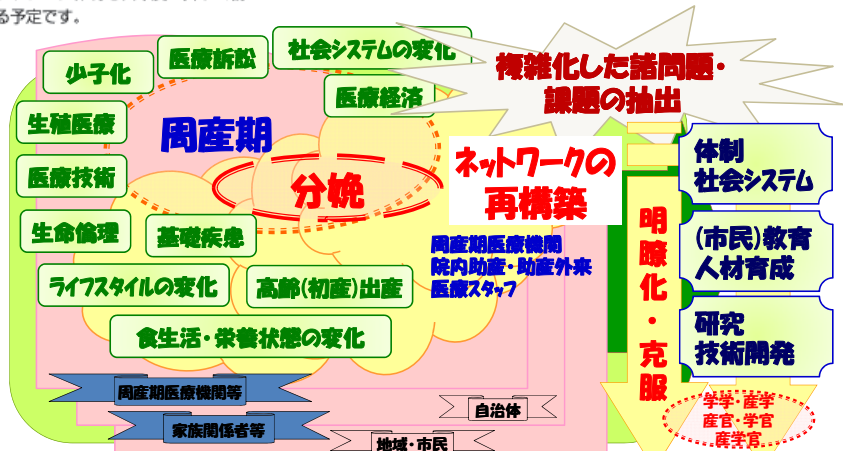 る予定です。
少子化
医療訴訟
社会システムの変化
複雑化した諸問題・
課題の抽出
医療経済
生殖医療
周産期
医療技術
分娩
ネットワークの
再構築
体制
社会システム
生命倫理
基礎疾患
周産期医療機関
院内助産・助産外来
医療スタッフ
明瞭化・克服
(市民)教育
人材育成
ライフスタイルの変化
高齢(初産)出産
食生活・栄養状態の変化
研究
技術開発
周産期医療機関等
自治体
家族関係者等
地域・市民
学学・産学
産官・学官
産学官